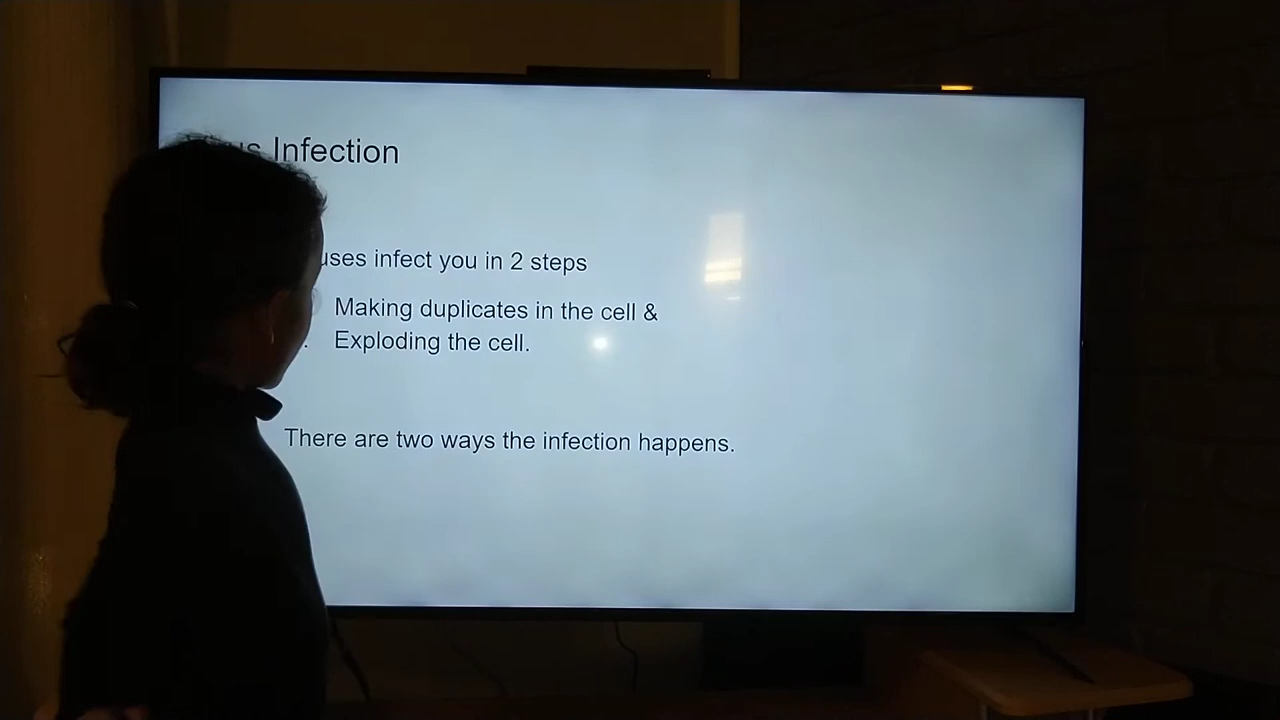 Infection
infect you in 2 steps
Making duplicates in the cell &
Exploding the cell.
There are two ways the infection happens.